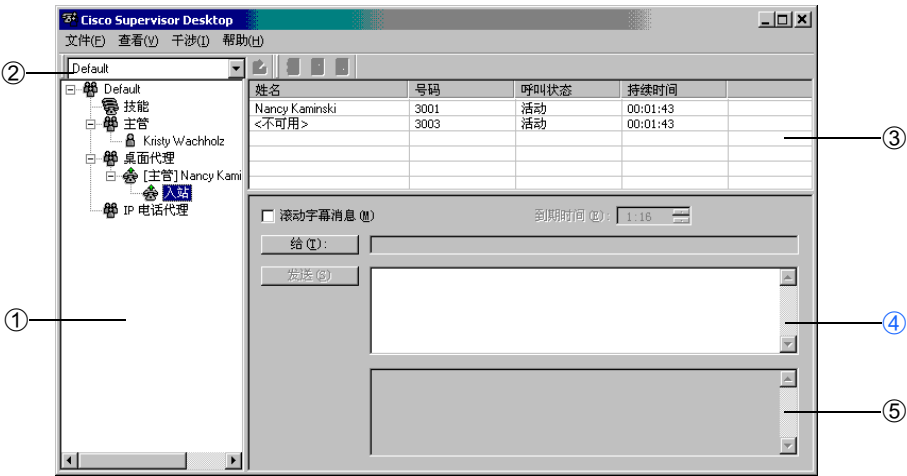 Cisco Supervisor Desktop
文件(F) 查看(V) 干涉(I) 帮助(H)
② Default
Default
技能
主管
Kristy Wachholz
桌面代理
[主管] Nancy Kami
入站
IP 电话代理
①
姓名 号码 呼叫状态 持续时间
Nancy Kaminski 3001 活动 00:01:43
<不可用> 3003 活动 00:01:43
③
滚动字幕消息(M) 到期时间(E): 1:16
给(T):
发送(S)
④
⑤